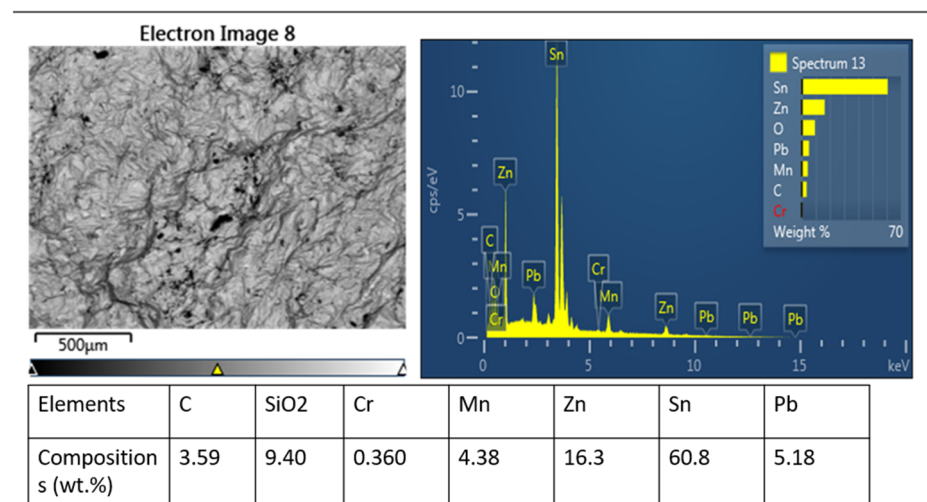 Electron Image 8
500µm
Sn
Zn
C
Mn
O
Cr
Pb
Cr
Mn
Zn
Pb
Pb
Pb
cps/eV
10
5
0
0
5
10
15
keV
Spectrum 13
Sn
Zn
O
Pb
Mn
C
Cr
Weight %
70
Elements C SiO2 Cr Mn Zn Sn Pb
Composition 3.59 9.40 0.360 4.38 16.3 60.8 5.18
s (wt.%)